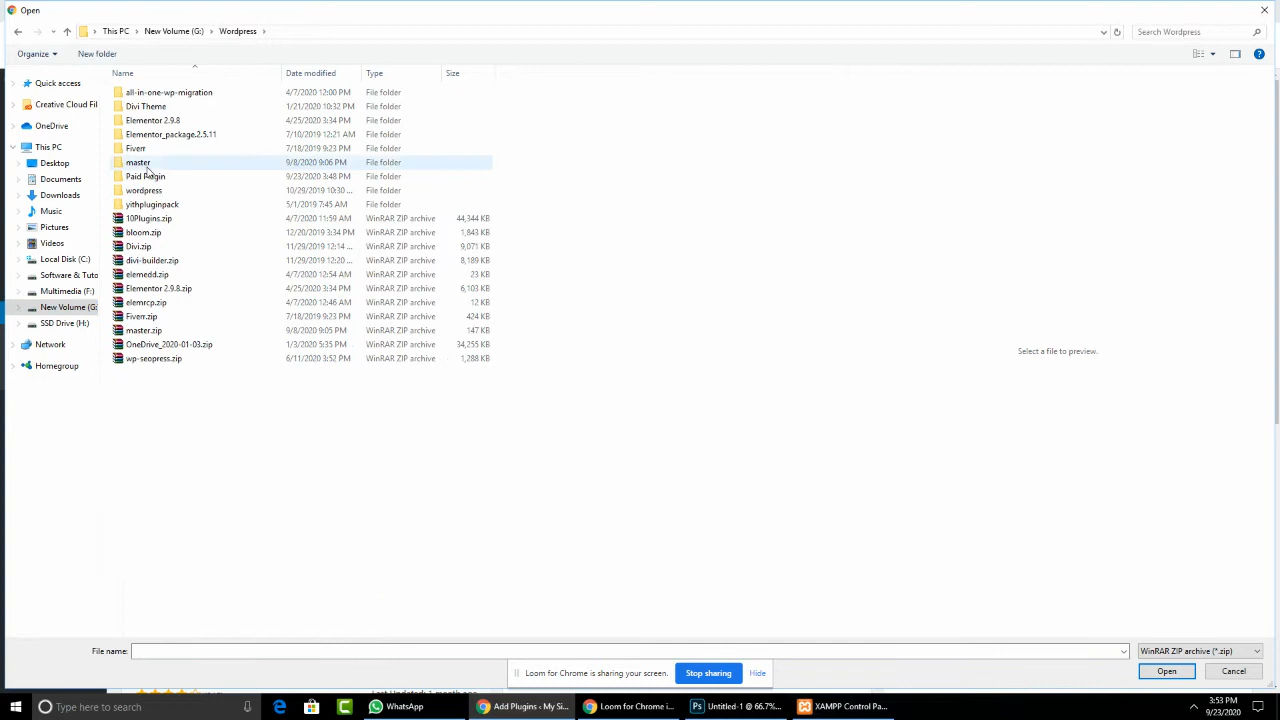 Open
This PC > New Volume (G:) > Wordpress >
Search Wordpress
Organize
New folder
Name
Date modified
Type
Size
Quick access
Creative Cloud Fil
OneDrive
This PC
Desktop
Documents
Downloads
Music
Pictures
Videos
Local Disk (C:)
Software & Tuto
Multimedia (F:)
New Volume (G:
SSD Drive (H:)
Network
Homegroup
all-in-one-wp-migration 4/7/2020 12:00 PM File folder
Divi Theme 1/21/2020 10:32 PM File folder
Elementor 2.9.8 4/25/2020 3:34 PM File folder
Elementor_package.2.5.11 7/10/2019 12:21 AM File folder
Fiverr 7/18/2019 9:23 PM File folder
master 9/8/2020 9:06 PM File folder
Paid Plugin 9/23/2020 3:48 PM File folder
wordpress 10/29/2019 10:30 ... File folder
yithpluginpack 5/1/2019 7:45 AM File folder
10Plugins.zip 4/7/2020 11:59 AM WinRAR ZIP archive 44,344 KB
bloom.zip 12/20/2019 3:34 PM WinRAR ZIP archive 1,843 KB
Divi.zip 11/29/2019 12:14 ... WinRAR ZIP archive 9,071 KB
divi-builder.zip 11/29/2019 12:20 ... WinRAR ZIP archive 8,189 KB
elemedd.zip 4/7/2020 12:54 AM WinRAR ZIP archive 23 KB
Elementor 2.9.8.zip 4/25/2020 3:34 PM WinRAR ZIP archive 6,103 KB
elemrcp.zip 4/7/2020 12:46 AM WinRAR ZIP archive 12 KB
Fiverr.zip 7/18/2019 9:23 PM WinRAR ZIP archive 424 KB
master.zip 9/8/2020 9:05 PM WinRAR ZIP archive 147 KB
OneDrive_2020-01-03.zip 1/3/2020 5:35 PM WinRAR ZIP archive 34,255 KB
wp-seopress.zip 6/11/2020 3:52 PM WinRAR ZIP archive 1,288 KB
Select a file to preview.
File name:
WinRAR ZIP archive (*.zip)
Open
Cancel
Loom for Chrome is sharing your screen.
Stop sharing
Hide
Last Updated: 1 month ago
Type here to search
WhatsApp
Add Plugins ‹ My Si...
Loom for Chrome i...
Untitled-1 @ 66.7%...
XAMPP Control Pa...
3:53 PM
9/23/2020